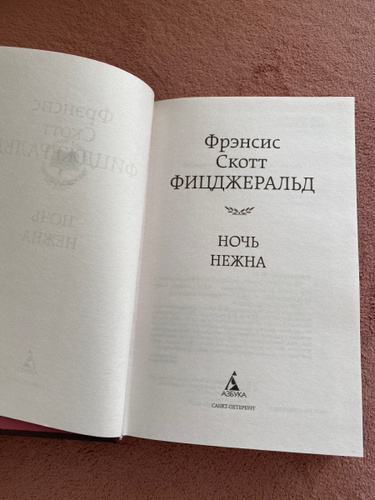 Фрэнсис
Скотт
ФИЦДЖЕРАЛЬД
НОЧЬ
НЕЖНА
АЗБУКА
САНКТ-ПЕТЕРБУРГ